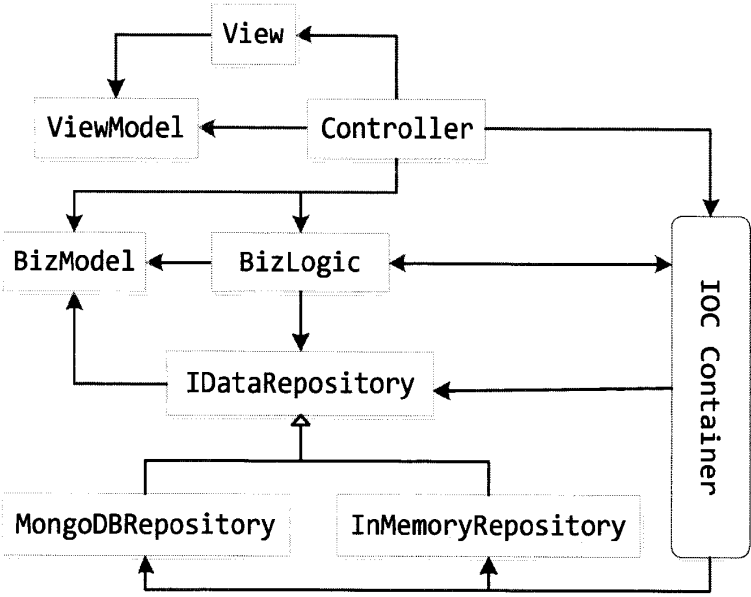 View
ViewModel
Controller
BizModel
BizLogic
IOC Container
IDataRepository
MongoDBRepository
InMemoryRepository